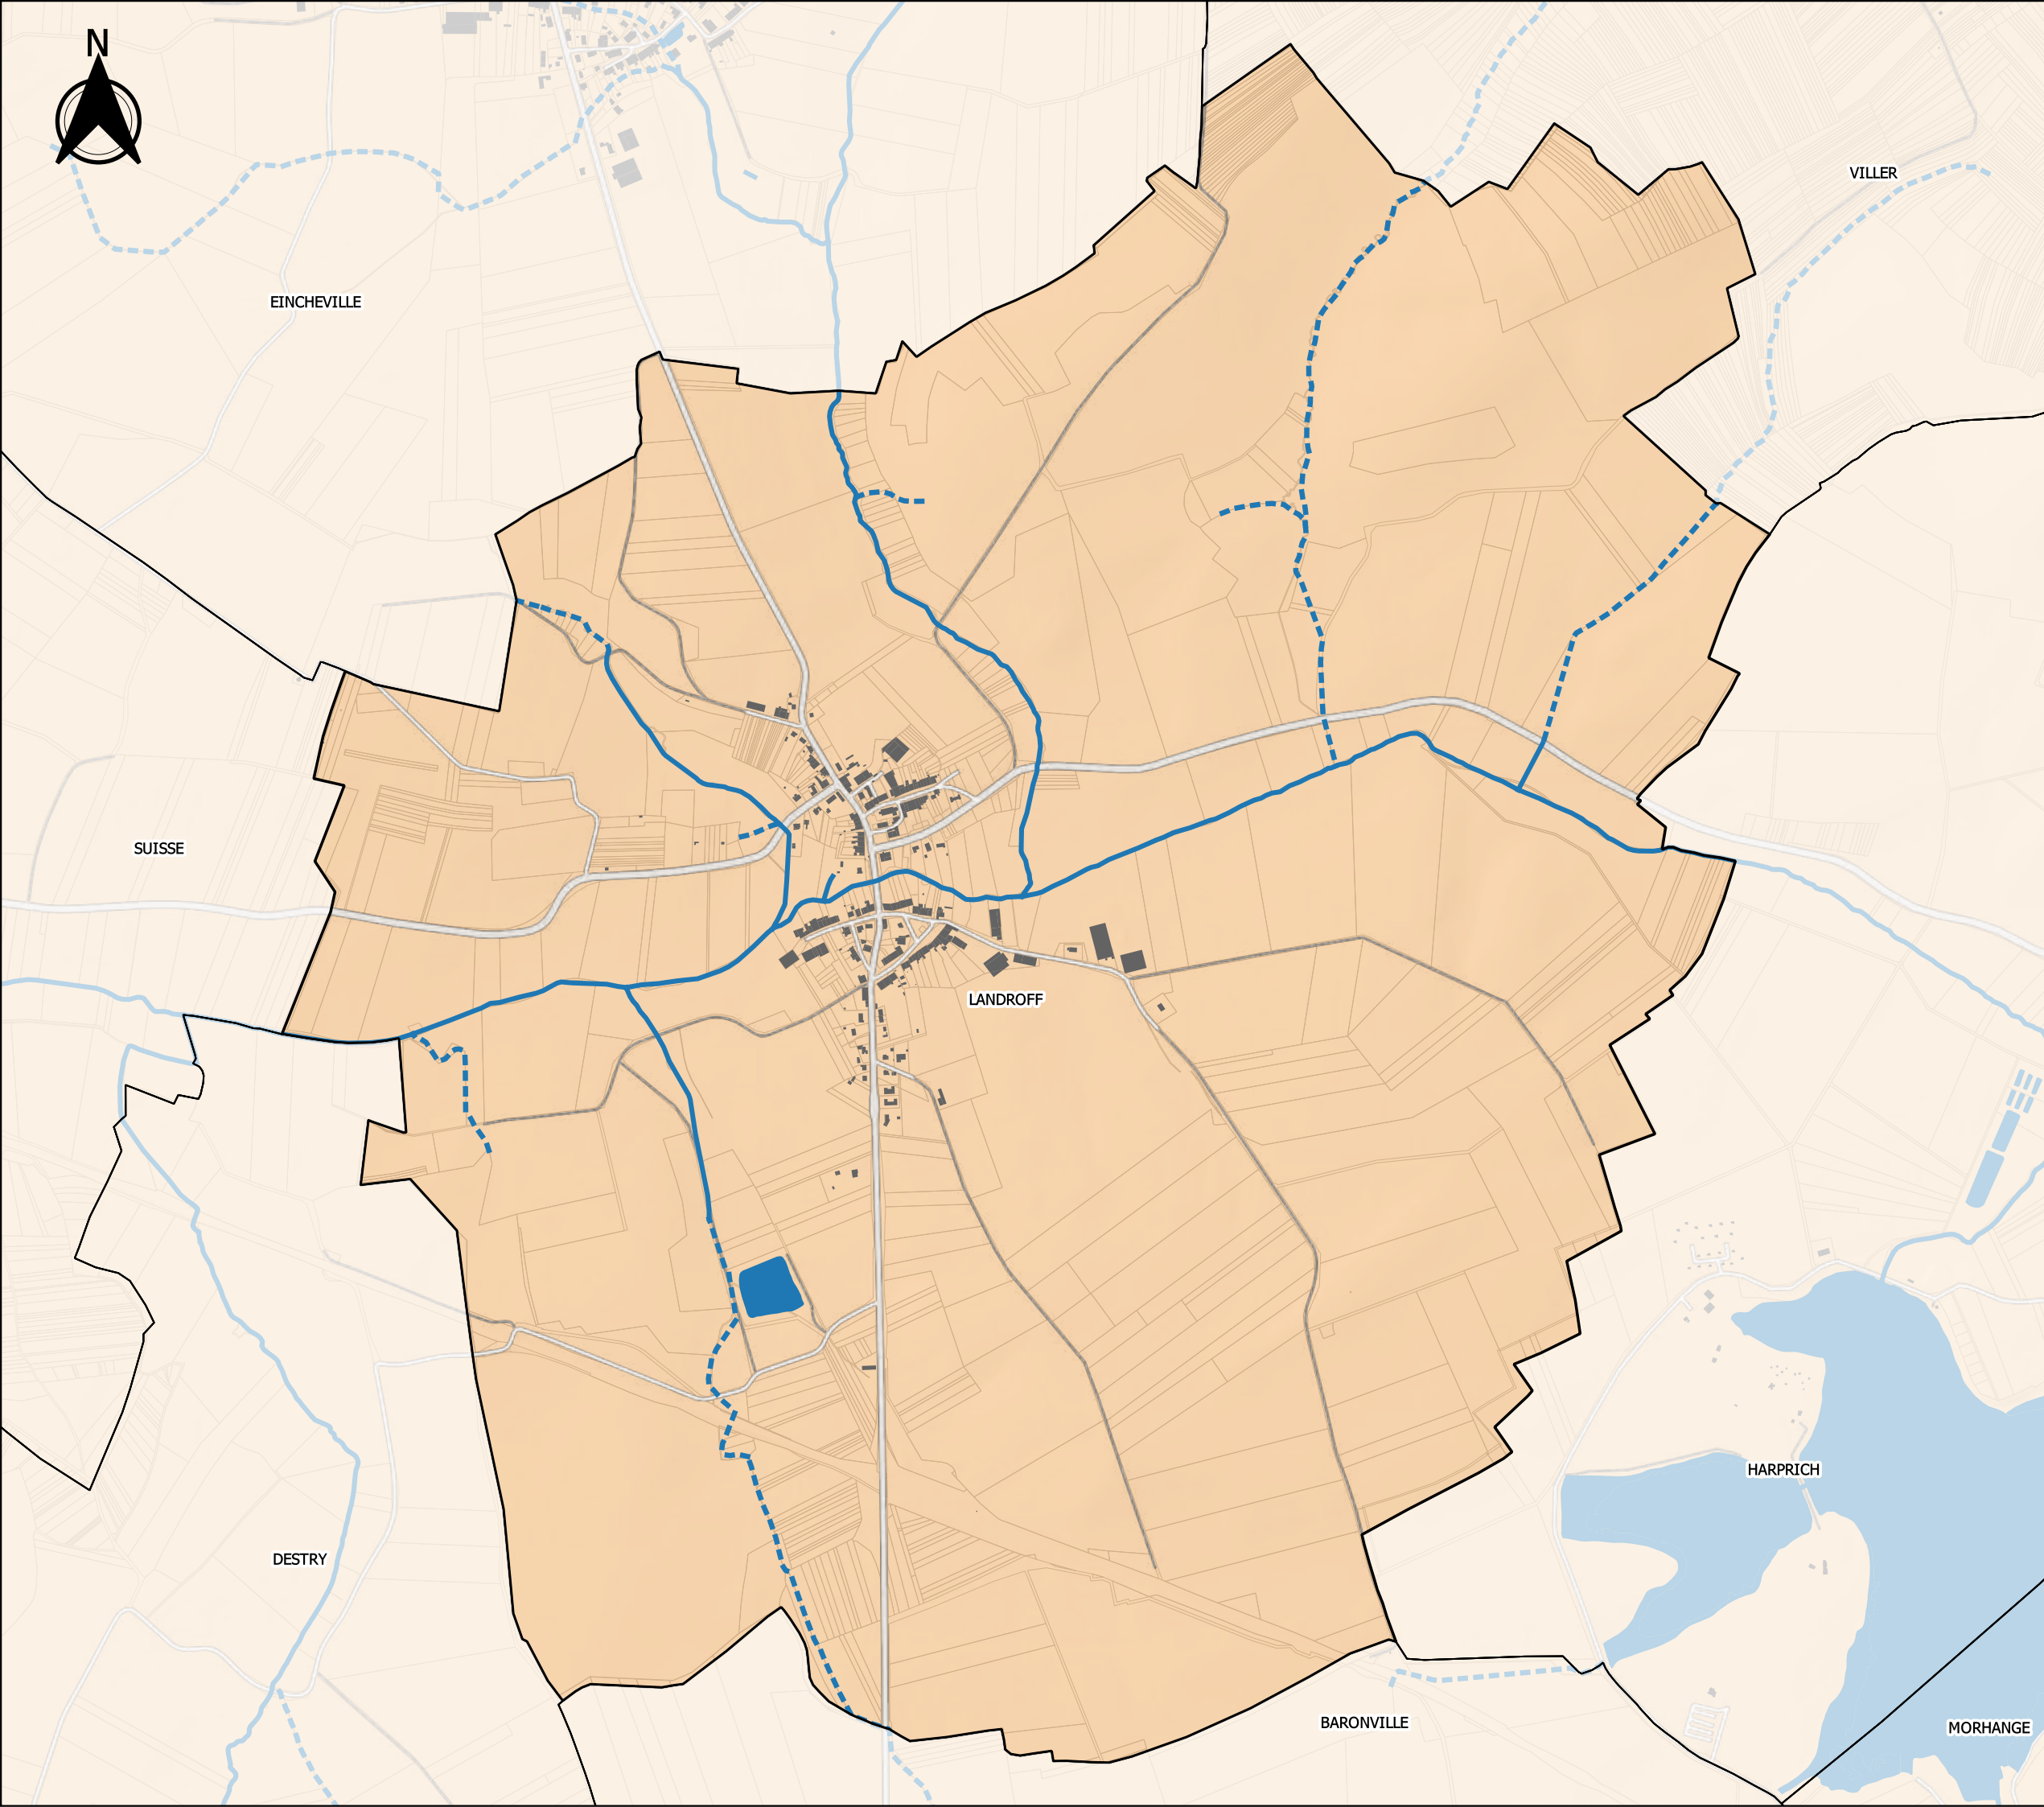 N
VILLER
EINCHEVILLE
SUISSE
LANDROFF
HARPRICH
DESTRY
BARONVILLE
MORHANGE